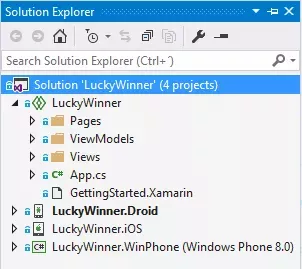 Solution Explorer
Search Solution Explorer (Ctrl+´)
Solution 'LuckyWinner' (4 projects)
LuckyWinner
Pages
ViewModels
Views
C# App.cs
GettingStarted.Xamarin
LuckyWinner.Droid
LuckyWinner.iOS
C# LuckyWinner.WinPhone (Windows Phone 8.0)